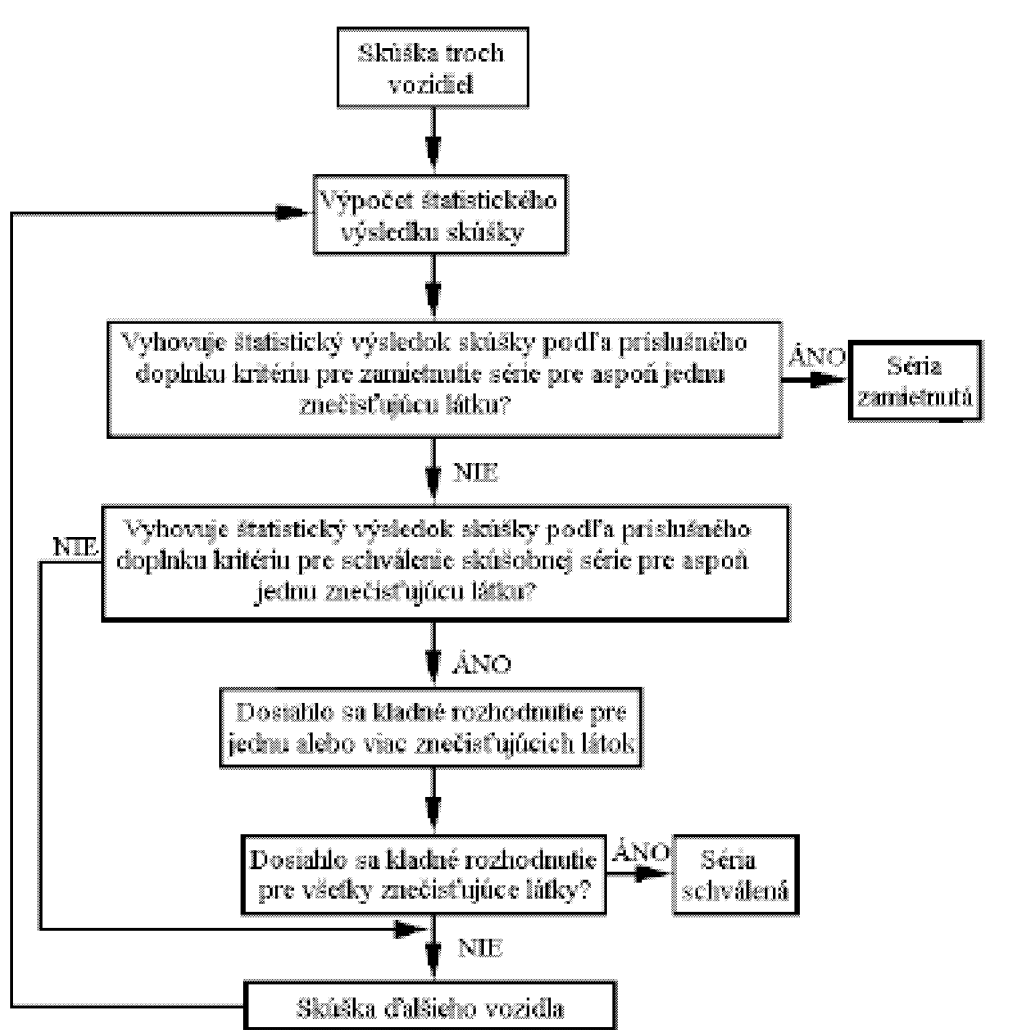 Skúška troch
vozidiel
Výpočet štatistického
výsledku skúšky
Vyhovuje štatistický výsledok skúšky podľa príslušného
doplnku kritériu pre zamietnutie série pre aspoň jednu
znečisťujúcu látku?
ÁNO
Séria
zamietnutá
NIE
Vyhovuje štatistický výsledok skúšky podľa príslušného
doplnku kritériu pre schválenie skúšobnej série pre aspoň
jednu znečisťujúcu látku?
NIE
ÁNO
Dosiahlo sa kladné rozhodnutie pre
jednu alebo viac znečisťujúcich látok
Dosiahlo sa kladné rozhodnutie
pre všetky znečisťujúce látky?
ÁNO
Séria
schválená
NIE
Skúška ďalšieho vozidla